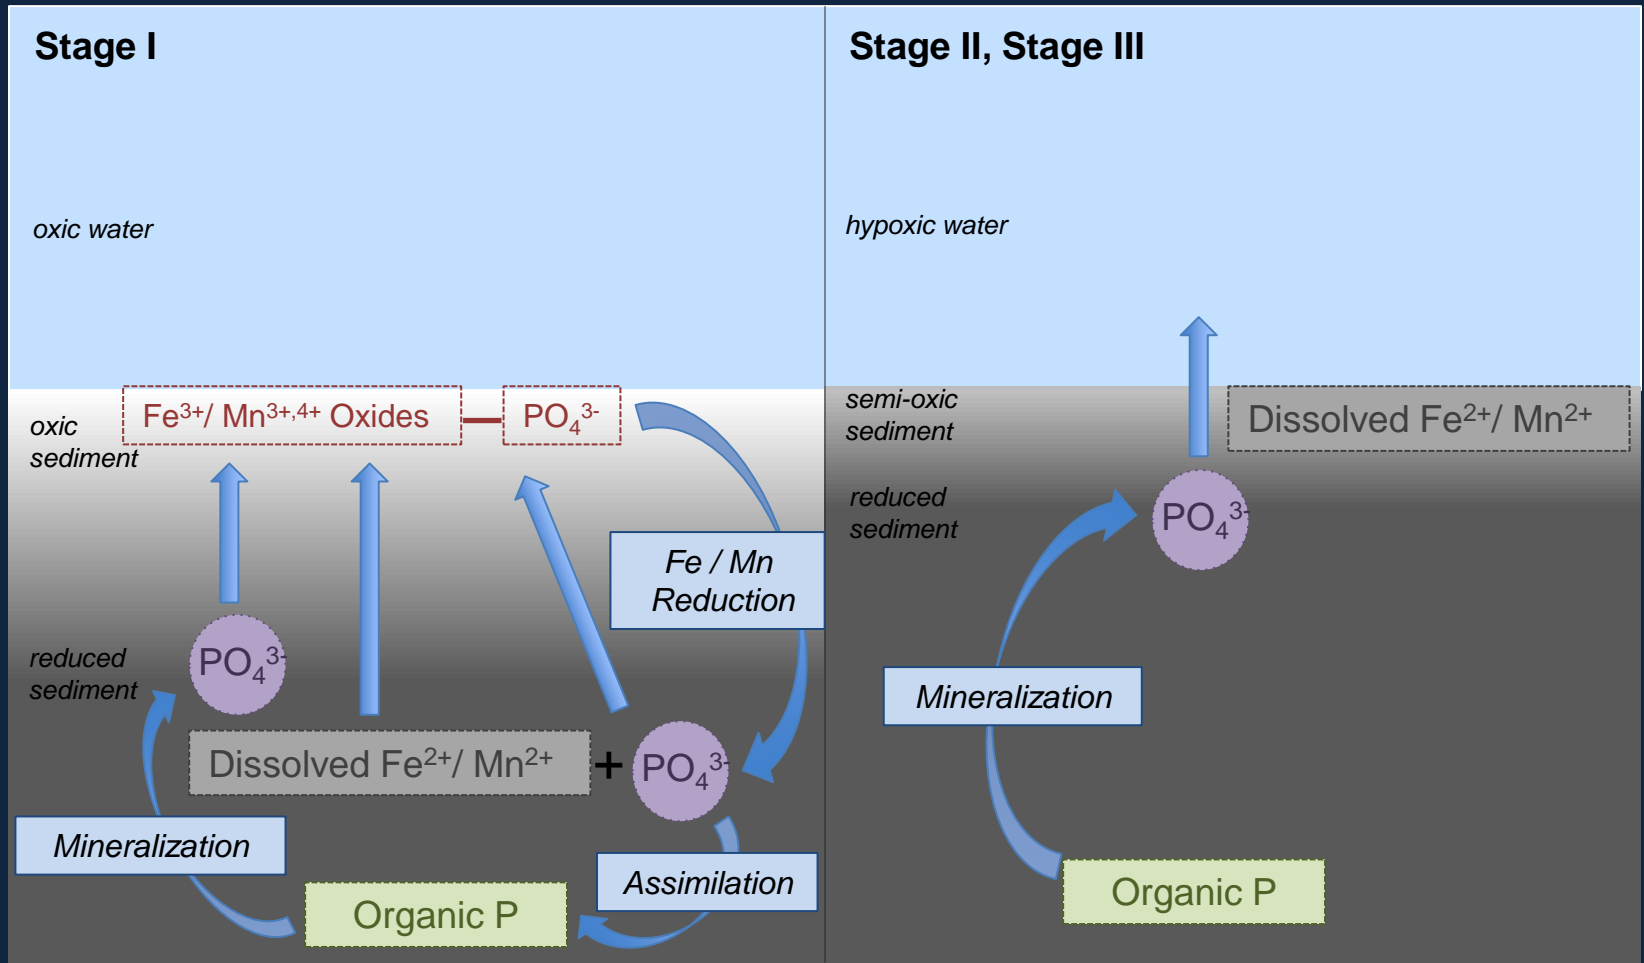 Stage I
oxic water
oxic
sediment
Fe³⁺/ Mn³⁺,⁴⁺ Oxides
PO₄³⁻
Fe / Mn
Reduction
reduced
sediment
PO₄³⁻
Dissolved Fe²⁺/ Mn²⁺
+
PO₄³⁻
Mineralization
Assimilation
Organic P
Stage II, Stage III
hypoxic water
semi-oxic
sediment
Dissolved Fe²⁺/ Mn²⁺
reduced
sediment
PO₄³⁻
Mineralization
Organic P